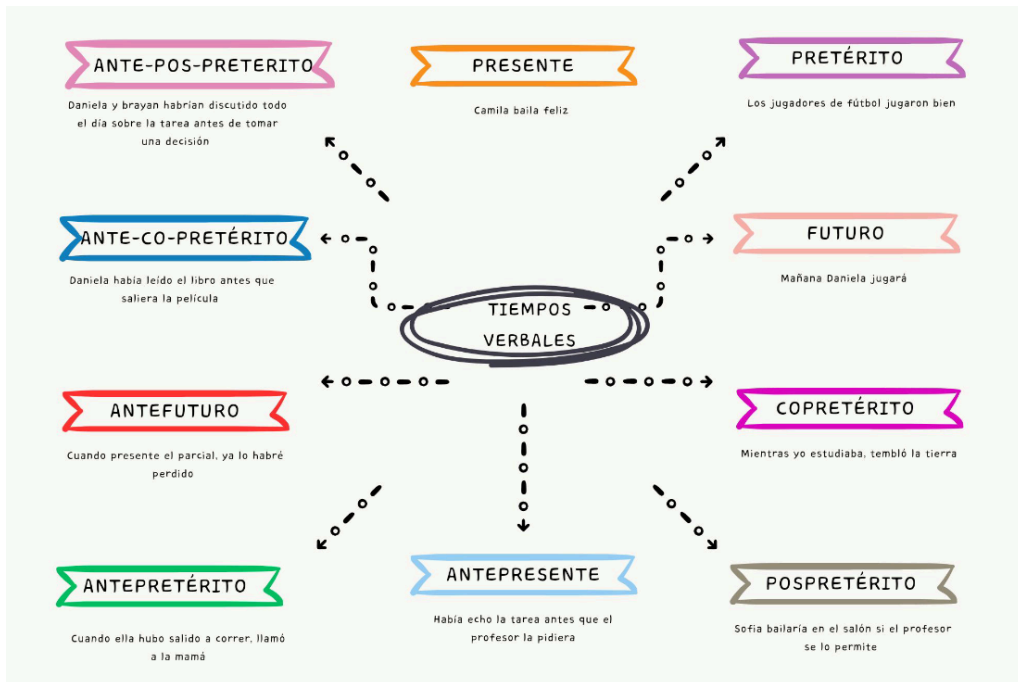 ANTE-POS-PRETERITO
Daniela y brayan habrían discutido todo
el día sobre la tarea antes de tomar
una decisión
PRESENTE
Camila baila feliz
PRETÉRITO
Los jugadores de fútbol jugaron bien
ANTE-CO-PRETÉRITO
Daniela había leído el libro antes que
saliera la película
FUTURO
Mañana Daniela jugará
TIEMPOS
VERBALES
ANTEFUTURO
Cuando presente el parcial, ya lo habré
perdido
COPRETÉRITO
Mientras yo estudiaba, tembló la tierra
ANTEPRETÉRITO
Cuando ella hubo salido a correr, llamó
a la mamá
ANTEPRESENTE
Había echo la tarea antes que el
profesor la pidiera
POSPRETÉRITO
Sofia bailaría en el salón si el profesor
se lo permite